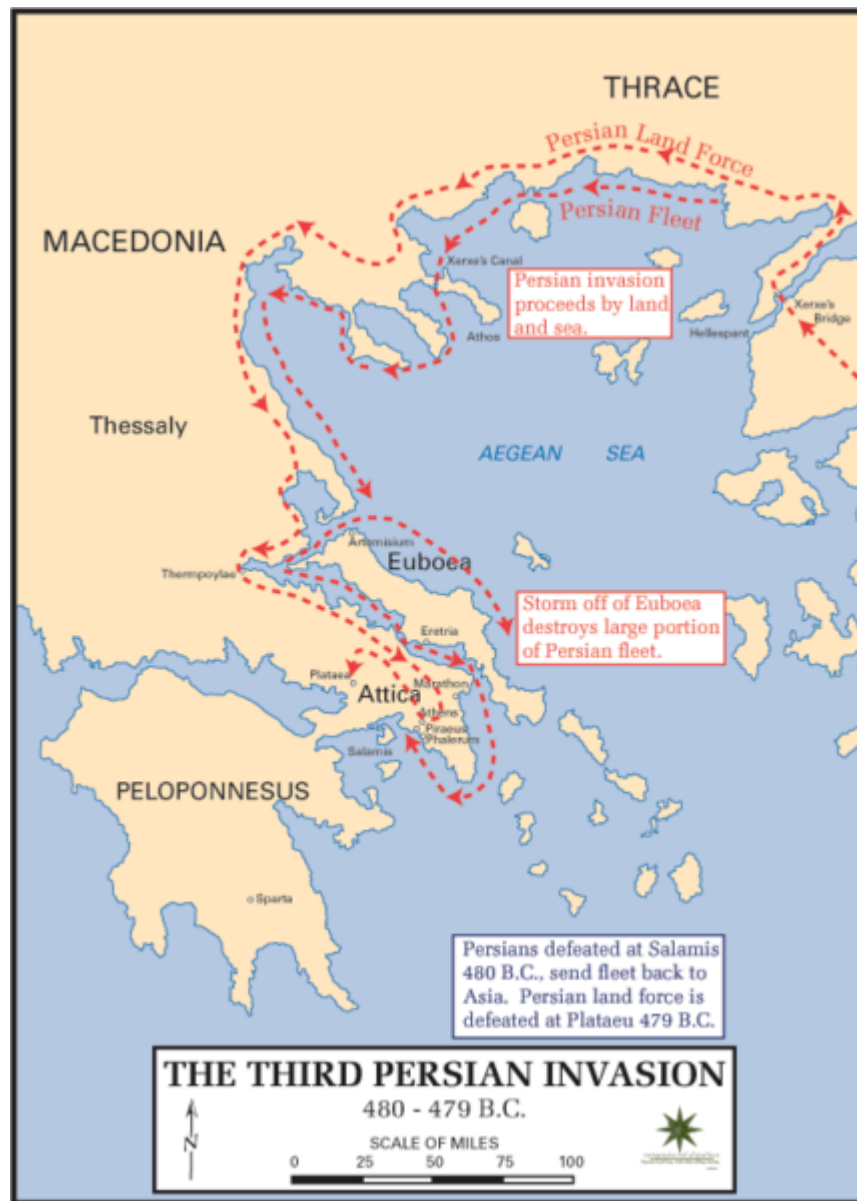 THRACE
Persian Land Force
Persian Fleet
MACEDONIA
Xerxe's Canal
Persian invasion
proceeds by land
and sea.
Xerxe's
Bridge
Athos
Hellespant
Thessaly
AEGEAN SEA
Artemisium
Euboea
Thermpoylae
Storm off of Euboea
destroys large portion
of Persian fleet.
Eretria
Plataea
Attica
Marathon
Athens
Piraeus
Phalerum
Salamis
PELOPONNESUS
Sparta
Persians defeated at Salamis
480 B.C., send fleet back to
Asia. Persian land force is
defeated at Plataeu 479 B.C.
THE THIRD PERSIAN INVASION
480 - 479 B.C.
N
SCALE OF MILES
0 25 50 75 100